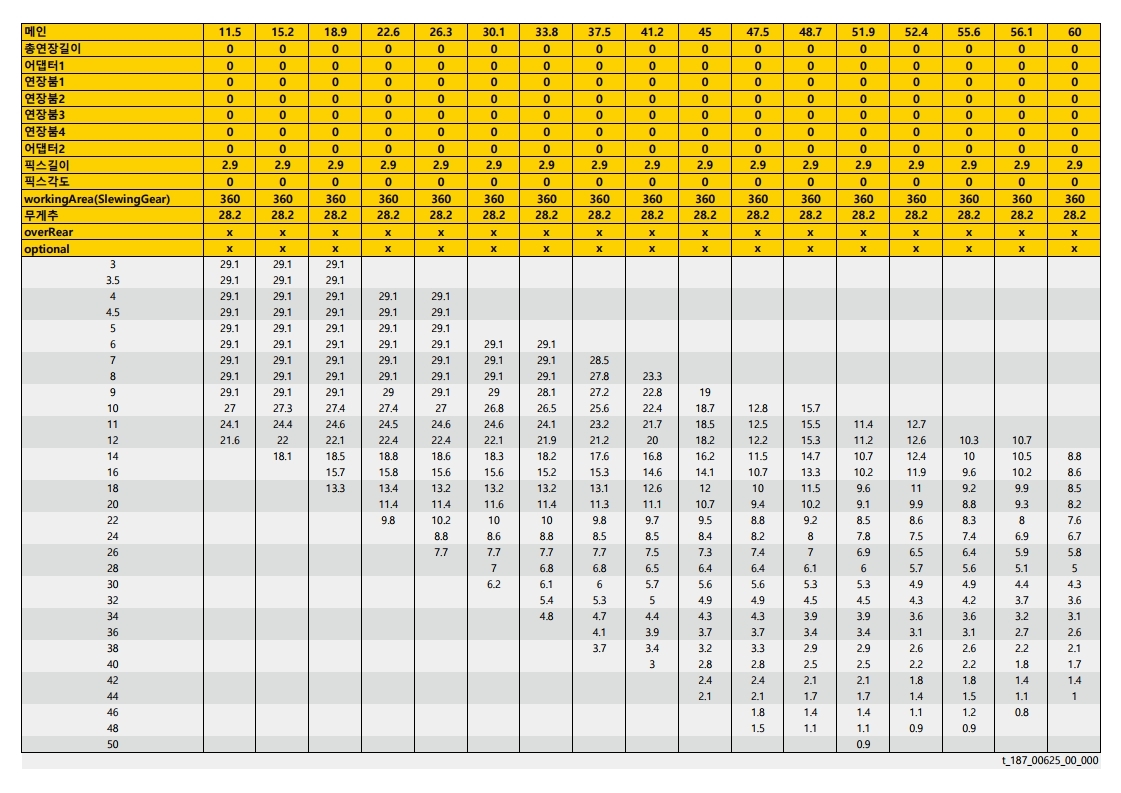 메인 11.5 15.2 18.9 22.6 26.3 30.1 33.8 37.5 41.2 45 47.5 48.7 51.9 52.4 55.6 56.1 60
총연장길이 0 0 0 0 0 0 0 0 0 0 0 0 0 0 0 0 0
어댑터1 0 0 0 0 0 0 0 0 0 0 0 0 0 0 0 0 0
연장붐1 0 0 0 0 0 0 0 0 0 0 0 0 0 0 0 0 0
연장붐2 0 0 0 0 0 0 0 0 0 0 0 0 0 0 0 0 0
연장붐3 0 0 0 0 0 0 0 0 0 0 0 0 0 0 0 0 0
연장붐4 0 0 0 0 0 0 0 0 0 0 0 0 0 0 0 0 0
어댑터2 0 0 0 0 0 0 0 0 0 0 0 0 0 0 0 0 0
픽스길이 2.9 2.9 2.9 2.9 2.9 2.9 2.9 2.9 2.9 2.9 2.9 2.9 2.9 2.9 2.9 2.9 2.9
픽스각도 0 0 0 0 0 0 0 0 0 0 0 0 0 0 0 0 0
workingArea(SlewingGear) 360 360 360 360 360 360 360 360 360 360 360 360 360 360 360 360 360
무게추 28.2 28.2 28.2 28.2 28.2 28.2 28.2 28.2 28.2 28.2 28.2 28.2 28.2 28.2 28.2 28.2 28.2
overRear x x x x x x x x x x x x x x x x x
optional x x x x x x x x x x x x x x x x x
3 29.1 29.1 29.1
3.5 29.1 29.1 29.1
4 29.1 29.1 29.1 29.1 29.1
4.5 29.1 29.1 29.1 29.1 29.1
5 29.1 29.1 29.1 29.1 29.1
6 29.1 29.1 29.1 29.1 29.1 29.1 29.1
7 29.1 29.1 29.1 29.1 29.1 29.1 29.1 28.5
8 29.1 29.1 29.1 29.1 29.1 29.1 29.1 27.8 23.3
9 29.1 29.1 29.1 29 29.1 29 28.1 27.2 22.8 19
10 27 27.3 27.4 27.4 27 26.8 26.5 25.6 22.4 18.7 12.8 15.7
11 24.1 24.4 24.6 24.5 24.6 24.6 24.1 23.2 21.7 18.5 12.5 15.5 11.4 12.7
12 21.6 22 22.1 22.4 22.4 22.1 21.9 21.2 20 18.2 12.2 15.3 11.2 12.6 10.3 10.7
14 18.1 18.5 18.8 18.6 18.3 18.2 17.6 16.8 16.2 11.5 14.7 10.7 12.4 10 10.5 8.8
16 15.7 15.8 15.6 15.6 15.2 15.3 14.6 14.1 10.7 13.3 10.2 11.9 9.6 10.2 8.6
18 13.3 13.4 13.2 13.2 13.2 13.1 12.6 12 10 11.5 9.6 11 9.2 9.9 8.5
20 11.4 11.4 11.6 11.4 11.3 11.1 10.7 9.4 10.2 9.1 9.9 8.8 9.3 8.2
22 9.8 10.2 10 10 9.8 9.7 9.5 8.8 9.2 8.5 8.6 8.3 8 7.6
24 8.8 8.6 8.8 8.5 8.5 8.4 8.2 8 7.8 7.5 7.4 6.9 6.7
26 7.7 7.7 7.7 7.7 7.5 7.3 7.4 7 6.9 6.5 6.4 5.9 5.8
28 7 6.8 6.8 6.5 6.4 6.4 6.1 6 5.7 5.6 5.1 5
30 6.2 6.1 6 5.7 5.6 5.6 5.3 5.3 4.9 4.9 4.4 4.3
32 5.4 5.3 5 4.9 4.9 4.5 4.5 4.3 4.2 3.7 3.6
34 4.8 4.7 4.4 4.3 4.3 3.9 3.9 3.6 3.6 3.2 3.1
36 4.1 3.9 3.7 3.7 3.4 3.4 3.1 3.1 2.7 2.6
38 3.7 3.4 3.2 3.3 2.9 2.9 2.6 2.6 2.2 2.1
40 3 2.8 2.8 2.5 2.5 2.2 2.2 1.8 1.7
42 2.4 2.4 2.1 2.1 1.8 1.8 1.4 1.4
44 2.1 2.1 1.7 1.7 1.4 1.5 1.1 1
46 1.8 1.4 1.4 1.1 1.2 0.8
48 1.5 1.1 1.1 0.9 0.9
50 0.9
t_187_00625_00_000